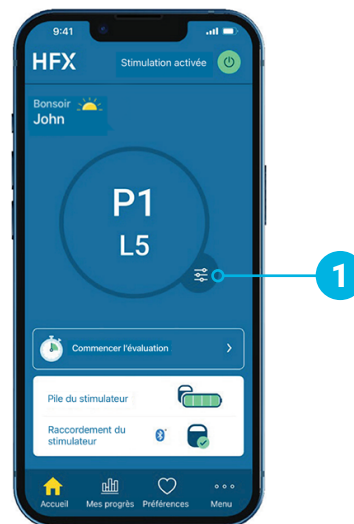 9:41
HFX
Stimulation activée
Bonsoir
John
P1
L5
1
Commencer l'évaluation
Pile du stimulateur
Raccordement du
stimulateur
Accueil Mes progrès Préférences Menu